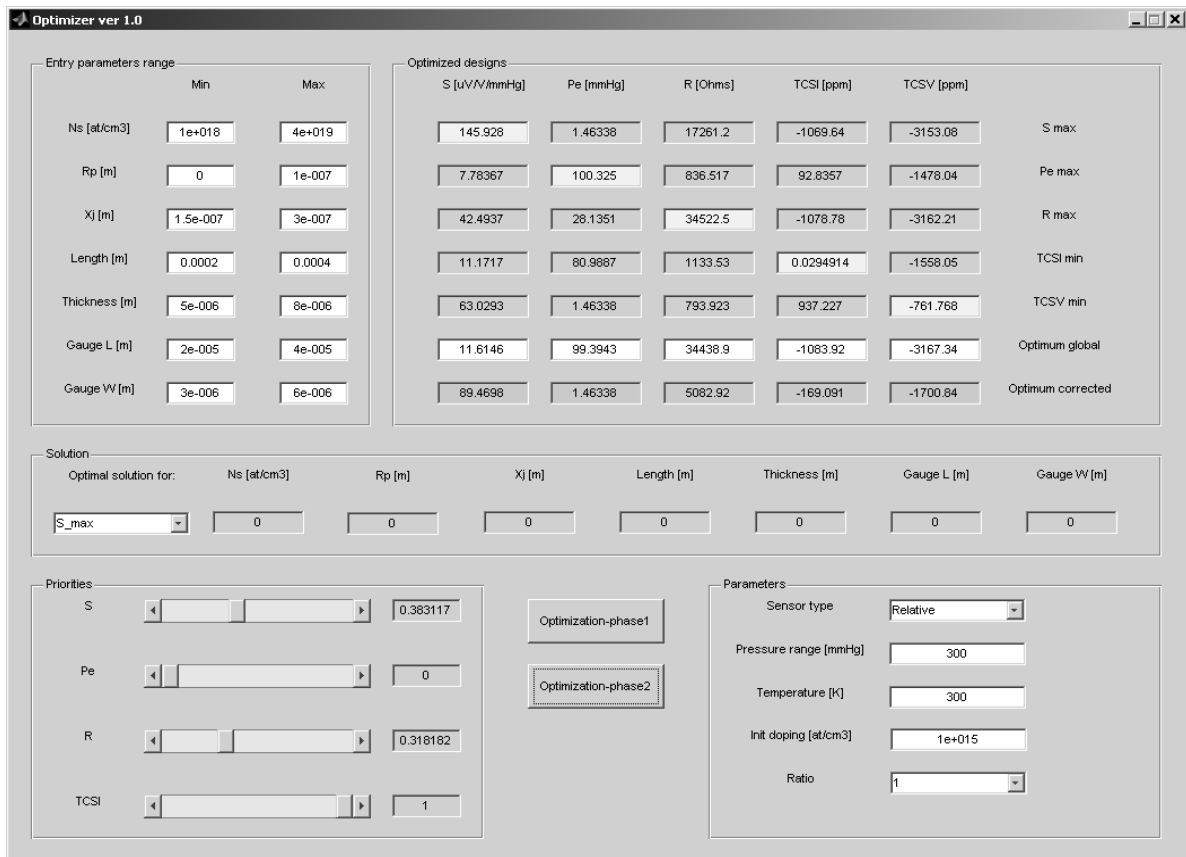 Optimizer ver 1.0
Entry parameters range
Min Max
Ns [at/cm3] 1e+018 4e+019
Rp [m] 0 1e-007
Xj [m] 1.5e-007 3e-007
Length [m] 0.0002 0.0004
Thickness [m] 5e-006 8e-006
Gauge L [m] 2e-005 4e-005
Gauge W [m] 3e-006 6e-006
Optimized designs
S [uV/V/mmHg] Pe [mmHg] R [Ohms] TCSI [ppm] TCSV [ppm]
145.928 1.46338 17261.2 -1069.64 -3153.08 S max
7.78367 100.325 836.517 92.8357 -1478.04 Pe max
42.4937 28.1351 34522.5 -1078.78 -3162.21 R max
11.1717 80.9887 1133.53 0.0294914 -1558.05 TCSI min
63.0293 1.46338 793.923 937.227 -761.768 TCSV min
11.6146 99.3943 34438.9 -1083.92 -3167.34 Optimum global
89.4698 1.46338 5082.92 -169.091 -1700.84 Optimum corrected
Solution
Optimal solution for: Ns [at/cm3] Rp [m] Xj [m] Length [m] Thickness [m] Gauge L [m] Gauge W [m]
S_max 0 0 0 0 0 0 0
Priorities
S 0.383117
Pe 0
R 0.318182
TCSI 1
Optimization-phase1
Optimization-phase2
Parameters
Sensor type Relative
Pressure range [mmHg] 300
Temperature [K] 300
Init doping [at/cm3] 1e+015
Ratio 1